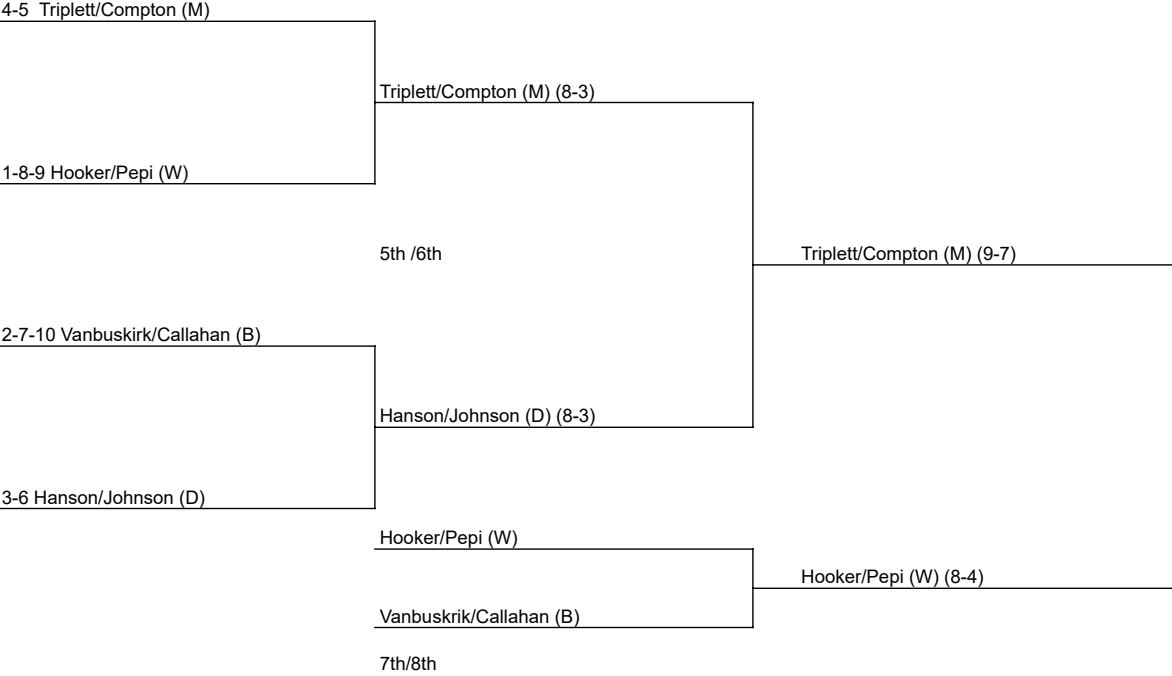 4-5  Triplett/Compton (M)
Triplett/Compton (M) (8-3)
1-8-9 Hooker/Pepi (W)
5th /6th
Triplett/Compton (M) (9-7)
2-7-10 Vanbuskirk/Callahan (B)
Hanson/Johnson (D) (8-3)
3-6 Hanson/Johnson (D)
Hooker/Pepi (W)
Hooker/Pepi (W) (8-4)
Vanbuskrik/Callahan (B)
7th/8th